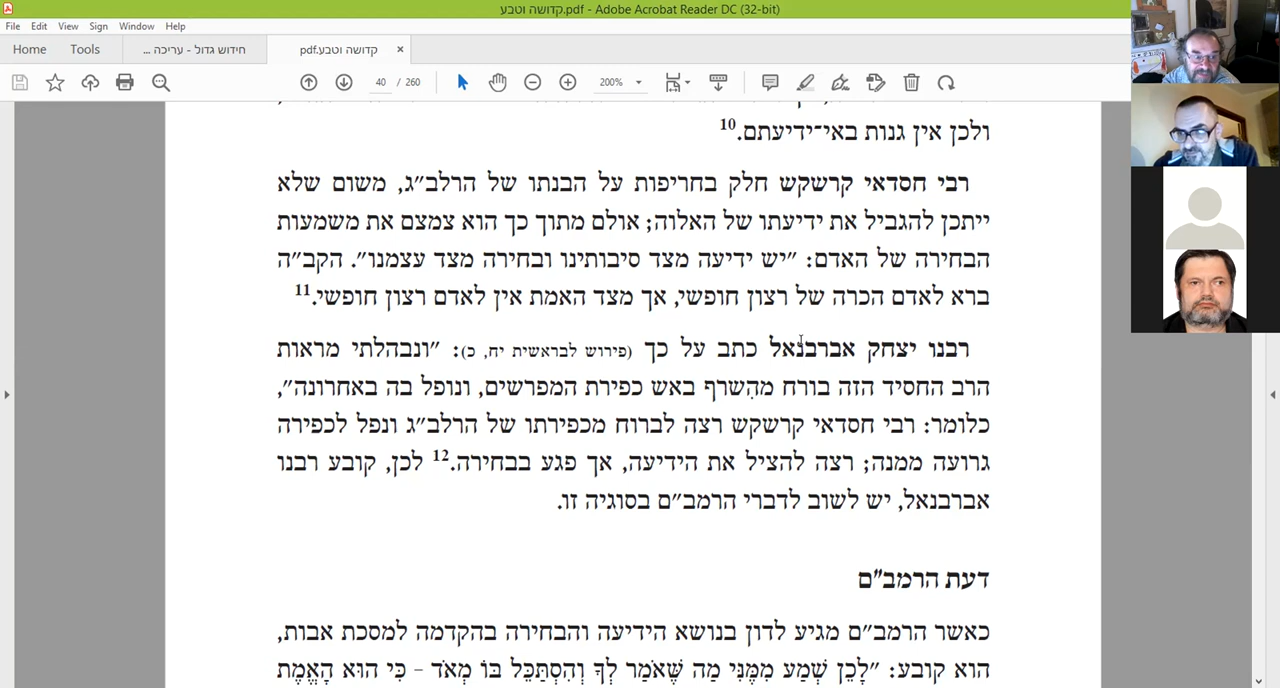 קדושה וטבע.pdf - Adobe Acrobat Reader DC (32-bit)
File Edit View Sign Window Help
Home Tools חידוש גדול - עריכה ... קדושה וטבע.pdf ×
40 / 260 200%
ולכן אין גנות באי־ידיעתם.10
רבי חסדאי קרשקש חלק בחריפות על הבנתו של הרלב״ג, משום שלא
ייתכן להגביל את ידיעתו של האלוה; אולם מתוך כך הוא צמצם את משמעות
הבחירה של האדם: ״יש ידיעה מצד סיבותינו ובחירה מצד עצמנו״. הקב״ה
ברא לאדם הכרה של רצון חופשי, אך מצד האמת אין לאדם רצון חופשי.11
רבנו יצחק אברבנאל כתב על כך (פירוש לבראשית יח, כ): ״ונבהלתי מראות
הרב החסיד הזה בורח מהִשרף באש כפירת המפרשים, ונופל בה באחרונה״,
כלומר: רבי חסדאי קרשקש רצה לברוח מכפירתו של הרלב״ג ונפל לכפירה
גרועה ממנה; רצה להציל את הידיעה, אך פגע בבחירה.12 לכן, קובע רבנו
אברבנאל, יש לשוב לדברי הרמב״ם בסוגיה זו.
דעת הרמב״ם
כאשר הרמב״ם מגיע לדון בנושא הידיעה והבחירה בהקדמה למסכת אבות,
הוא קובע: ״לָכֵן שְׁמַע מִמֶּנִּי מַה שֶּׁאֹמַר לְךָ וְהִסְתַּכֵּל בּוֹ מְאֹד – כִּי הוּא הָאֱמֶת